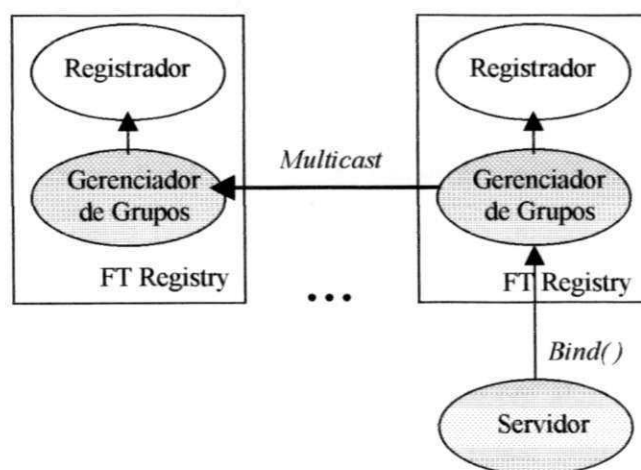 Registrador
Registrador
Multicast
Gerenciador
de Grupos
Gerenciador
de Grupos
FT Registry
FT Registry
...
Bind( )
Servidor